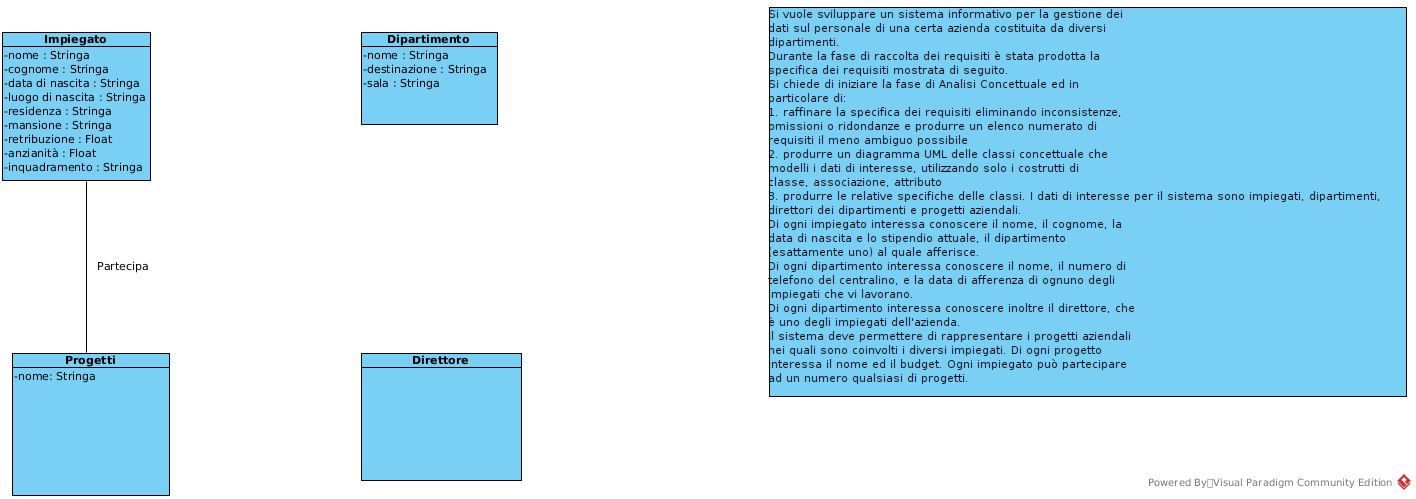 Impiegato
-nome : Stringa
-cognome : Stringa
-data di nascita : Stringa
-luogo di nascita : Stringa
-residenza : Stringa
-mansione : Stringa
-retribuzione : Float
-anzianità : Float
-inquadramento : Stringa
Dipartimento
-nome : Stringa
-destinazione : Stringa
-sala : Stringa
Partecipa
Progetti
-nome: Stringa
Direttore
Si vuole sviluppare un sistema informativo per la gestione dei
dati sul personale di una certa azienda costituita da diversi
dipartimenti.
Durante la fase di raccolta dei requisiti è stata prodotta la
specifica dei requisiti mostrata di seguito.
Si chiede di iniziare la fase di Analisi Concettuale ed in
particolare di:
1. raffinare la specifica dei requisiti eliminando inconsistenze,
omissioni o ridondanze e produrre un elenco numerato di
requisiti il meno ambiguo possibile
2. produrre un diagramma UML delle classi concettuale che
modelli i dati di interesse, utilizzando solo i costrutti di
classe, associazione, attributo
3. produrre le relative specifiche delle classi. I dati di interesse per il sistema sono impiegati, dipartimenti,
direttori dei dipartimenti e progetti aziendali.
Di ogni impiegato interessa conoscere il nome, il cognome, la
data di nascita e lo stipendio attuale, il dipartimento
(esattamente uno) al quale afferisce.
Di ogni dipartimento interessa conoscere il nome, il numero di
telefono del centralino, e la data di afferenza di ognuno degli
impiegati che vi lavorano.
Di ogni dipartimento interessa conoscere inoltre il direttore, che
è uno degli impiegati dell'azienda.
Il sistema deve permettere di rappresentare i progetti aziendali
nei quali sono coinvolti i diversi impiegati. Di ogni progetto
interessa il nome ed il budget. Ogni impiegato può partecipare
ad un numero qualsiasi di progetti.
Powered By Visual Paradigm Community Edition